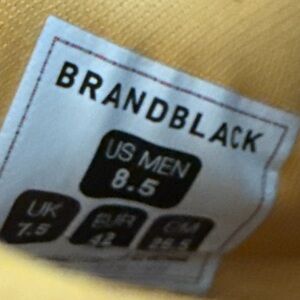 BRANDBLACK
US MEN
8.5
UK EUR CM
7.5 42 26.5